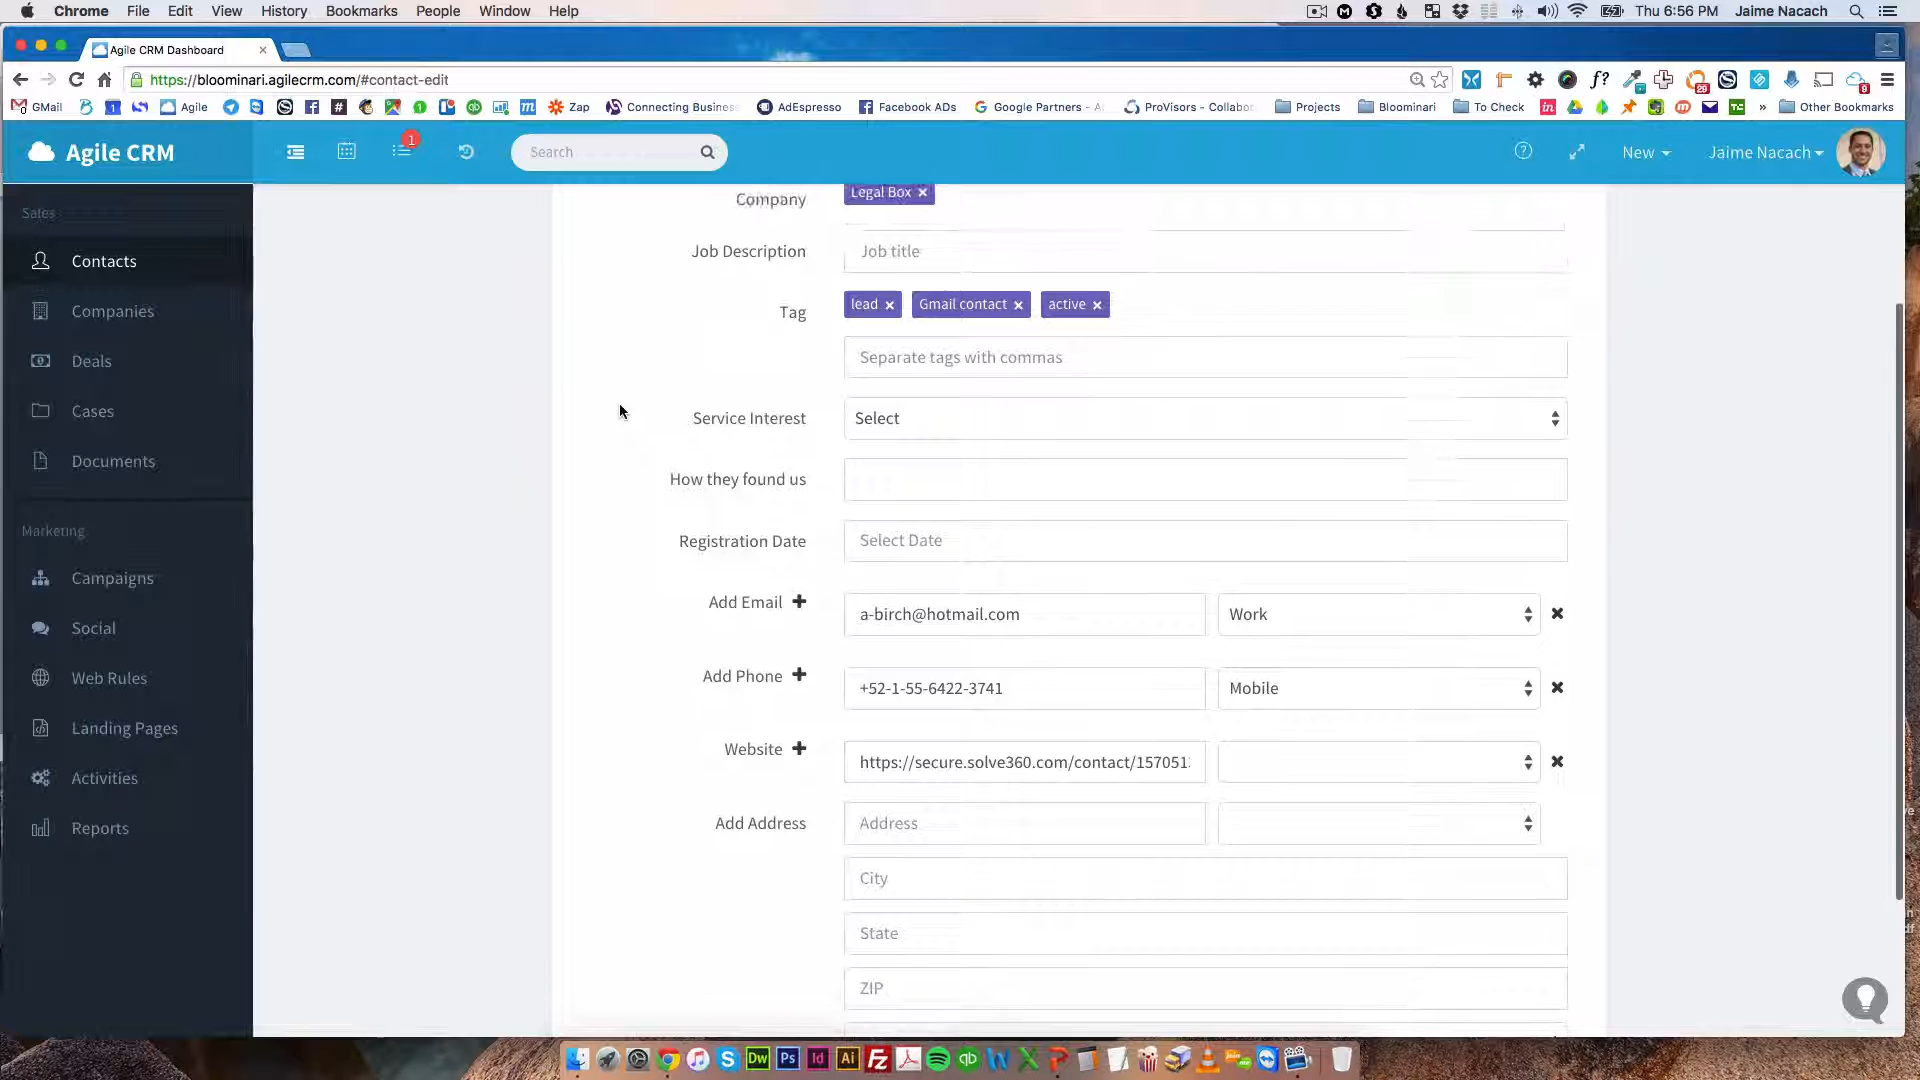 Chrome File Edit View History Bookmarks People Window Help
Thu 6:56 PM Jaime Nacach
Agile CRM Dashboard
https://bloominari.agilecrm.com/#contact-edit
GMail Agile Zap Connecting Busines AdEspresso Facebook ADs Google Partners - A ProVisors - Collabo Projects Bloominari To Check » Other Bookmarks
Agile CRM
1
Search
New
Jaime Nacach
Sales
Contacts
Companies
Deals
Cases
Documents
Marketing
Campaigns
Social
Web Rules
Landing Pages
Activities
Reports
Company Legal Box ×
Job Description Job title
Tag lead × Gmail contact × active ×
Separate tags with commas
Service Interest Select
How they found us
Registration Date Select Date
Add Email + a-birch@hotmail.com Work
Add Phone + +52-1-55-6422-3741 Mobile
Website + https://secure.solve360.com/contact/157051
Add Address Address
City
State
ZIP
Dw Ps Id Ai Fz